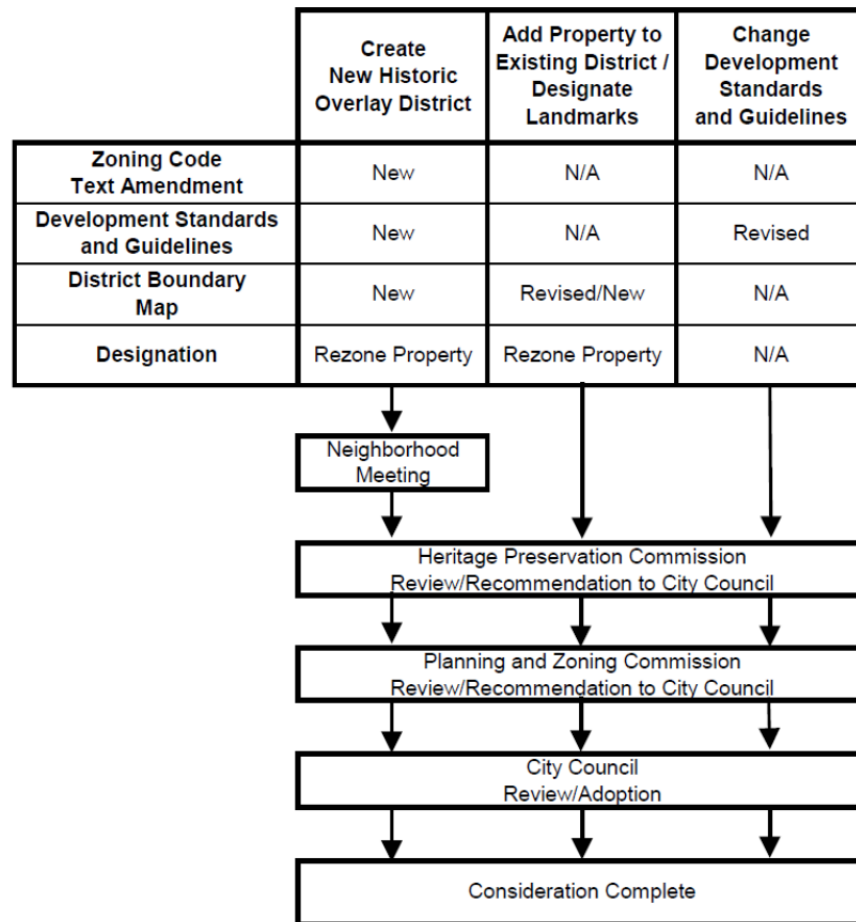 Create
New Historic
Overlay District
Add Property to
Existing District /
Designate
Landmarks
Change
Development
Standards
and Guidelines
Zoning Code
Text Amendment
New
N/A
N/A
Development Standards
and Guidelines
New
N/A
Revised
District Boundary
Map
New
Revised/New
N/A
Designation
Rezone Property
Rezone Property
N/A
Neighborhood
Meeting
Heritage Preservation Commission
Review/Recommendation to City Council
Planning and Zoning Commission
Review/Recommendation to City Council
City Council
Review/Adoption
Consideration Complete